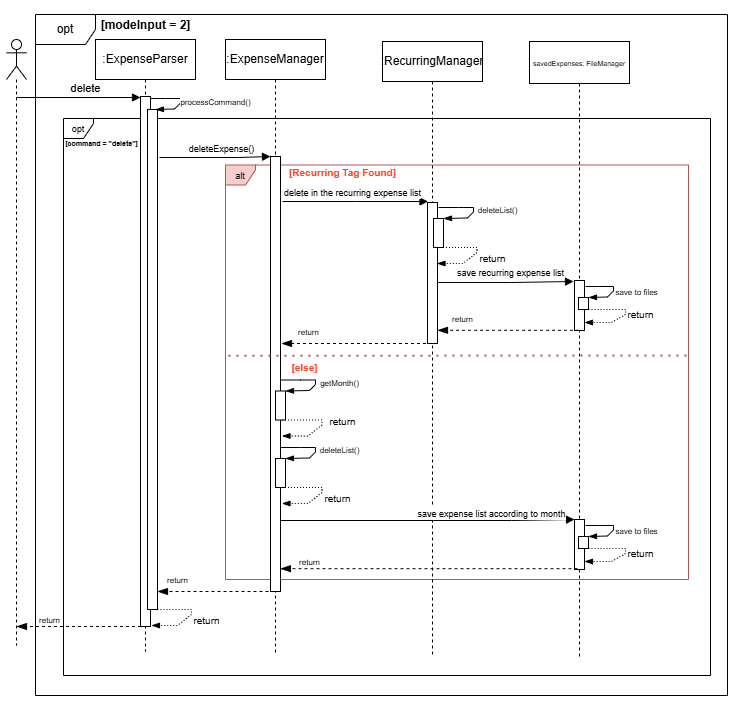 opt
[modeInput = 2]
:ExpenseParser
:ExpenseManager
RecurringManager
savedExpenses: FileManager
delete
processCommand()
opt
[command = "delete"]
deleteExpense()
alt
[Recurring Tag Found]
delete in the recurring expense list
deleteList()
return
save recurring expense list
save to files
return
return
return
[else]
getMonth()
return
deleteList()
return
save expense list according to month
save to files
return
return
return
return
return